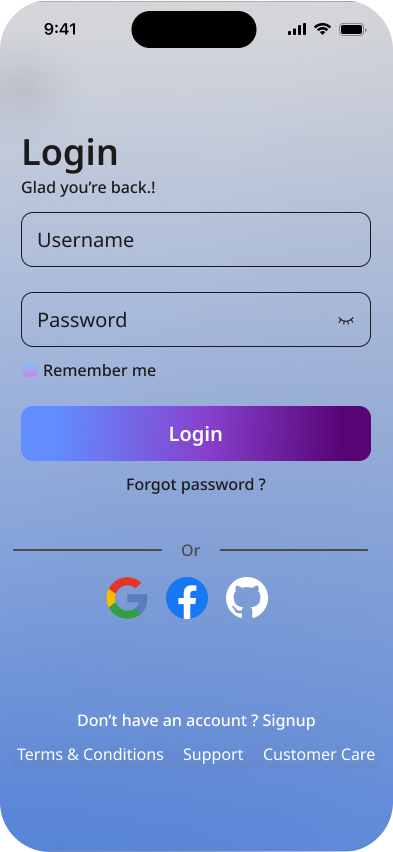 9:41
Login
Glad you’re back.!
Username
Password
Remember me
Login
Forgot password ?
Or
Don’t have an account ? Signup
Terms & Conditions Support Customer Care